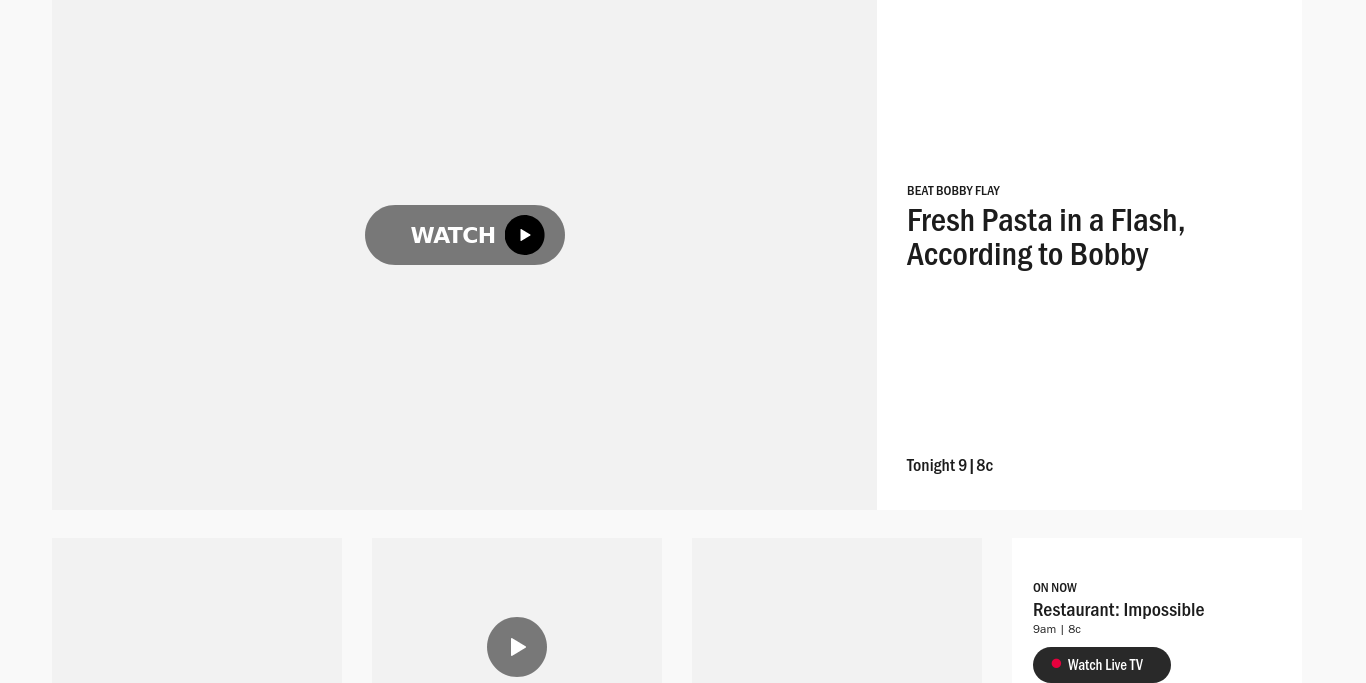 WATCH
BEAT BOBBY FLAY
Fresh Pasta in a Flash,
According to Bobby
Tonight 9 | 8c
ON NOW
Restaurant: Impossible
9am | 8c
Watch Live TV